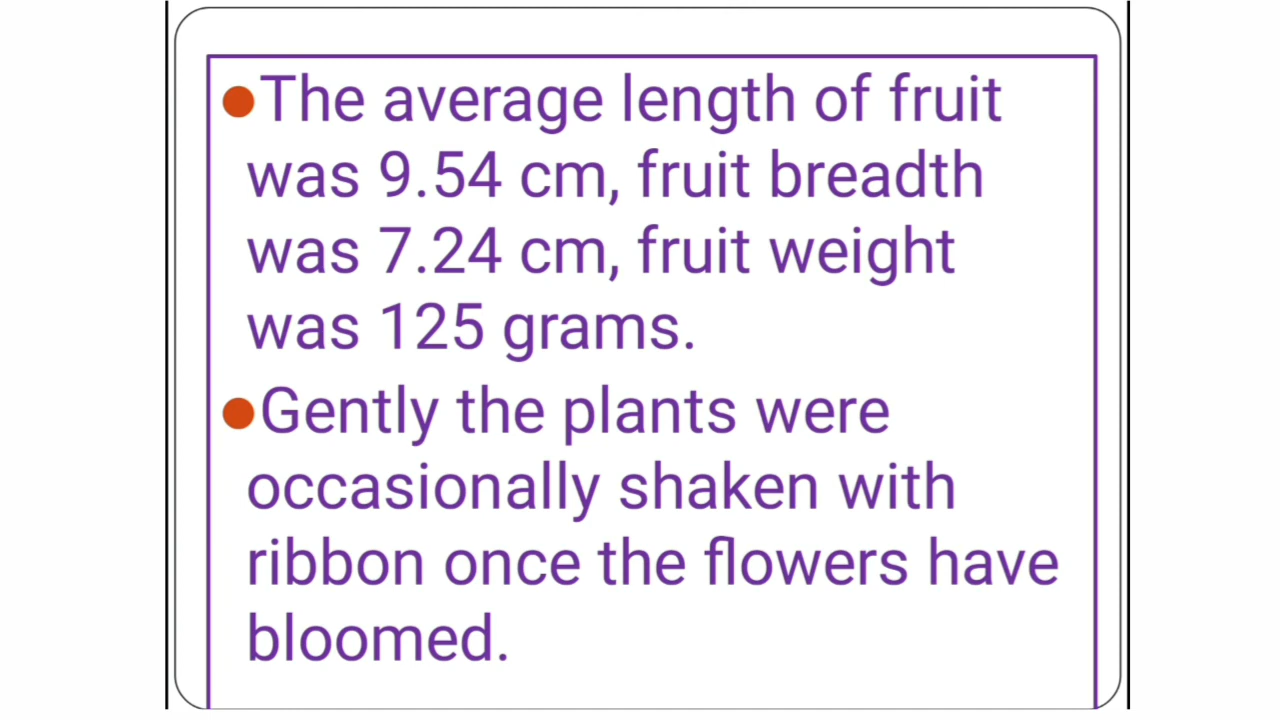 ●The average length of fruit
was 9.54 cm, fruit breadth
was 7.24 cm, fruit weight
was 125 grams.
●Gently the plants were
occasionally shaken with
ribbon once the flowers have
bloomed.